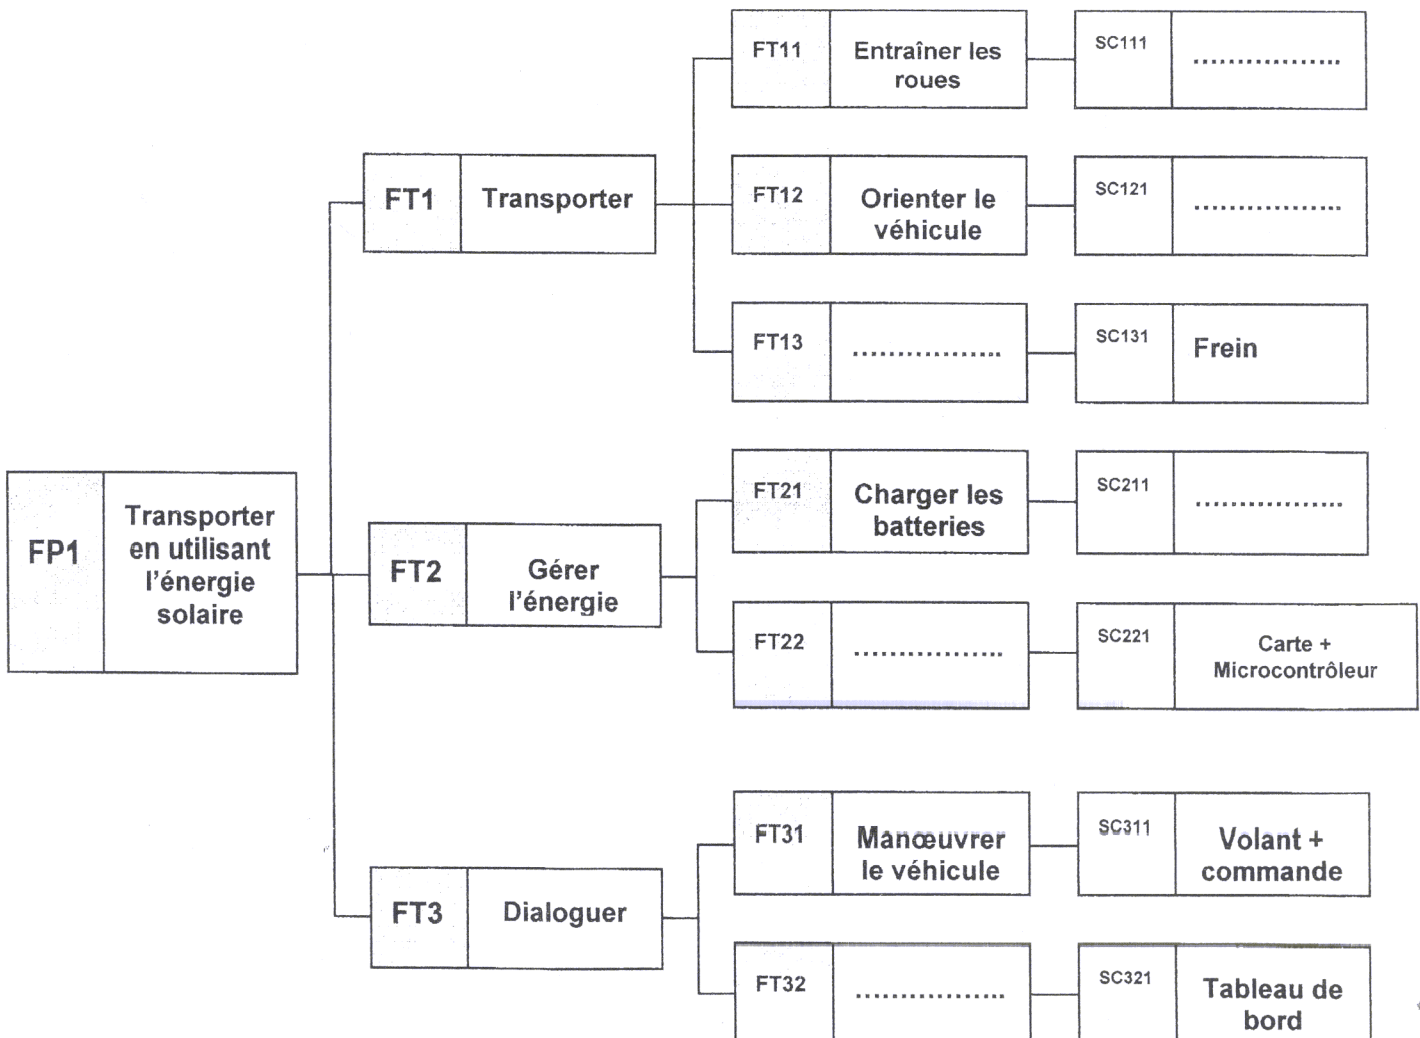 FT11
Entraîner les
roues
SC111
..................
FT1
Transporter
FT12
Orienter le
véhicule
SC121
..................
FT13
..................
SC131
Frein
FP1
Transporter
en utilisant
l'énergie
solaire
FT2
Gérer
l'énergie
FT21
Charger les
batteries
SC211
..................
FT22
..................
SC221
Carte +
Microcontrôleur
FT3
Dialoguer
FT31
Manœuvrer
le véhicule
SC311
Volant +
commande
FT32
..................
SC321
Tableau de
bord